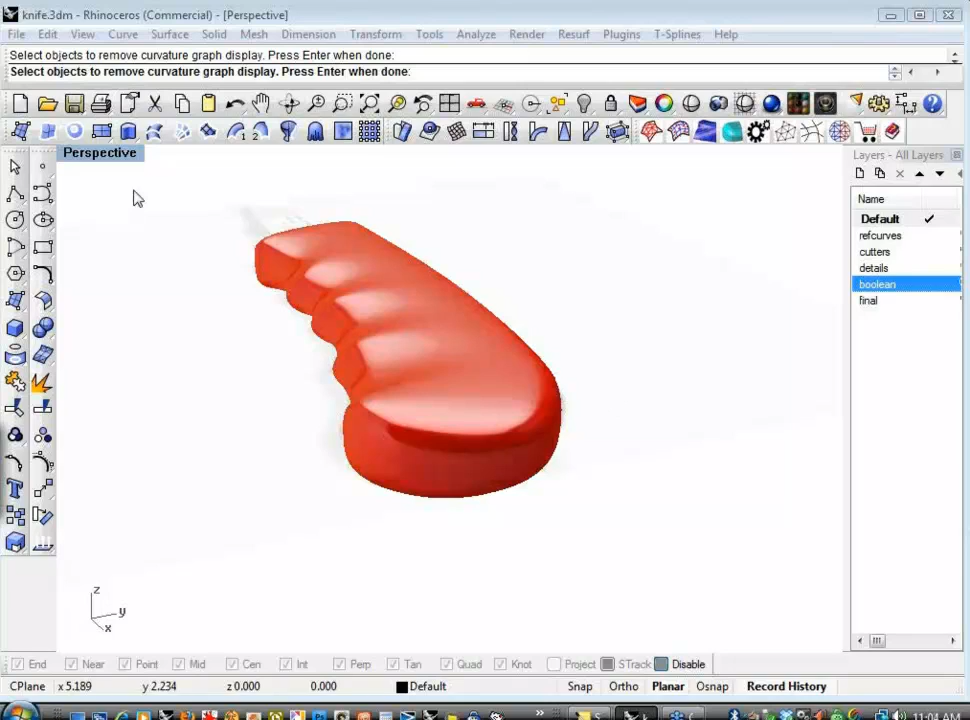 knife.3dm - Rhinoceros (Commercial) - [Perspective]
File Edit View Curve Surface Solid Mesh Dimension Transform Tools Analyze Render Resurf Plugins T-Splines Help
Select objects to remove curvature graph display. Press Enter when done:
Select objects to remove curvature graph display. Press Enter when done:
Perspective
Layers - All Layers
Name
Default
refcurves
cutters
details
boolean
final
z
y
x
End Near Point Mid Cen Int Perp Tan Quad Knot Project STrack Disable
CPlane x 5.189 y 2.234 z 0.000 0.000 Default Snap Ortho Planar Osnap Record History
11:04 AM